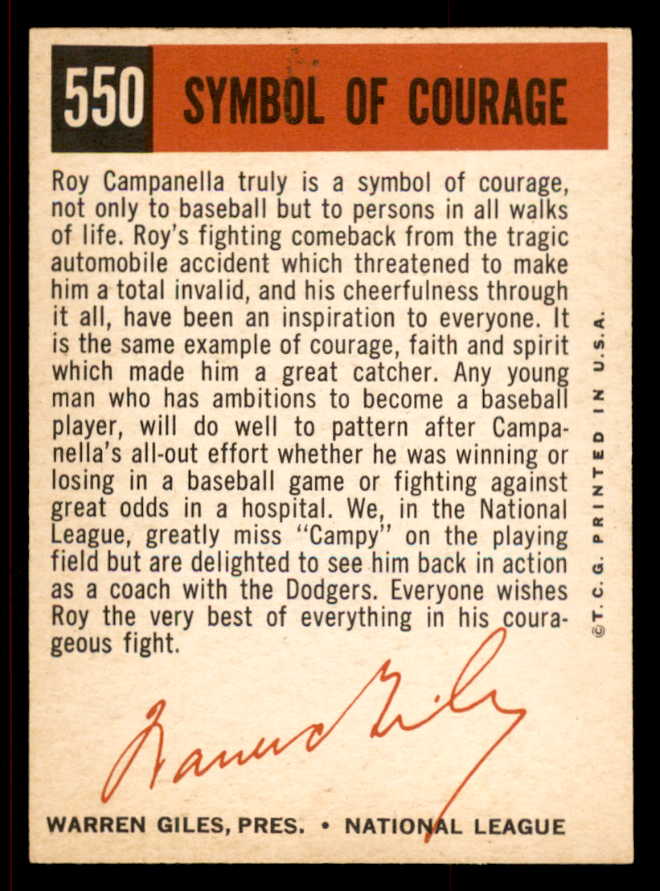 550 SYMBOL OF COURAGE
Roy Campanella truly is a symbol of courage,
not only to baseball but to persons in all walks
of life. Roy's fighting comeback from the tragic
automobile accident which threatened to make
him a total invalid, and his cheerfulness through
it all, have been an inspiration to everyone. It
is the same example of courage, faith and spirit
which made him a great catcher. Any young
man who has ambitions to become a baseball
player, will do well to pattern after Campa-
nella's all-out effort whether he was winning or
losing in a baseball game or fighting against
great odds in a hospital. We, in the National
League, greatly miss "Campy" on the playing
field but are delighted to see him back in action
as a coach with the Dodgers. Everyone wishes
Roy the very best of everything in his coura-
geous fight.
©T.C.G. PRINTED IN U.S.A.
Warren Giles
WARREN GILES, PRES. • NATIONAL LEAGUE